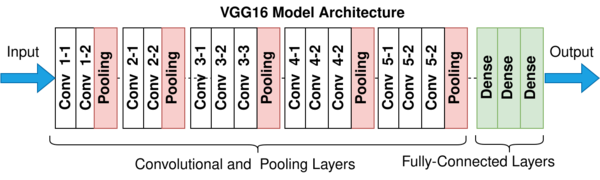 VGG16 Model Architecture
Input
Conv 1-1
Conv 1-2
Pooling
Conv 2-1
Conv 2-2
Pooling
Conv 3-1
Conv 3-2
Conv 3-3
Pooling
Conv 4-1
Conv 4-2
Conv 4-2
Pooling
Conv 5-1
Conv 5-2
Conv 5-2
Pooling
Dense
Dense
Dense
Output
Convolutional and Pooling Layers
Fully-Connected Layers